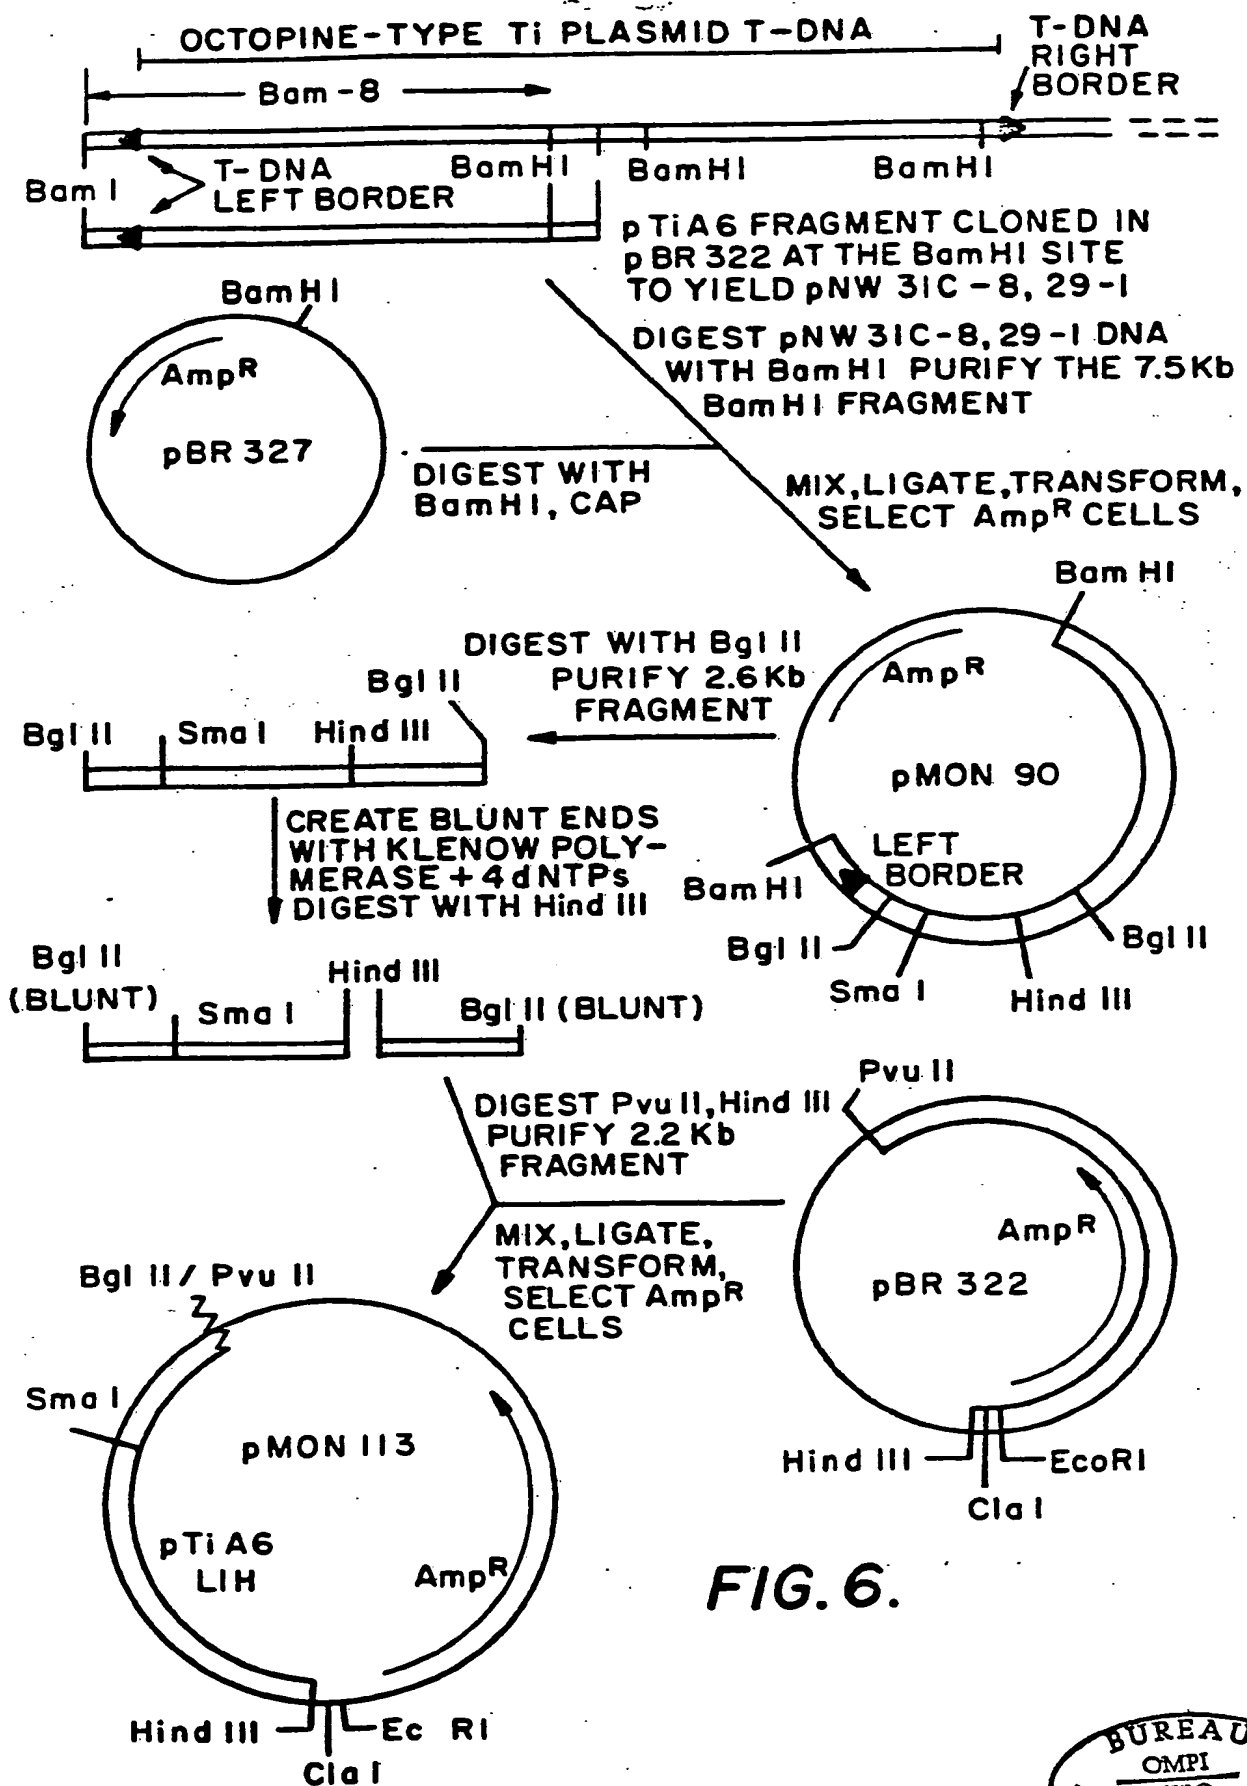 OCTOPINE-TYPE Ti PLASMID T-DNA
T-DNA
RIGHT
BORDER
Bam-8
Bam I
T-DNA
LEFT BORDER
BamHI
BamHI
BamHI
pTiA6 FRAGMENT CLONED IN
pBR 322 AT THE BamHI SITE
TO YIELD pNW 31C-8, 29-1
BamHI
AmpR
pBR 327
DIGEST pNW 31C-8, 29-1 DNA
WITH BamHI PURIFY THE 7.5Kb
BamHI FRAGMENT
DIGEST WITH
BamHI, CAP
MIX, LIGATE, TRANSFORM,
SELECT AmpR CELLS
Bam HI
AmpR
pMON 90
LEFT
BORDER
Bam HI
Bgl II
Sma I
Hind III
Bgl II
DIGEST WITH Bgl II
PURIFY 2.6Kb
FRAGMENT
Bgl II
Bgl II
Sma I
Hind III
CREATE BLUNT ENDS
WITH KLENOW POLY-
MERASE + 4dNTPs
DIGEST WITH Hind III
Bgl II
(BLUNT)
Sma I
Hind III
Bgl II (BLUNT)
Pvu II
DIGEST Pvu II, Hind III
PURIFY 2.2 Kb
FRAGMENT
AmpR
pBR 322
Hind III
EcoRI
Cla I
MIX, LIGATE,
TRANSFORM,
SELECT AmpR
CELLS
Bgl II / Pvu II
Sma I
pMON 113
pTiA6
LIH
AmpR
Hind III
Ec RI
Cla I
FIG. 6.
BUREAU
OMPI